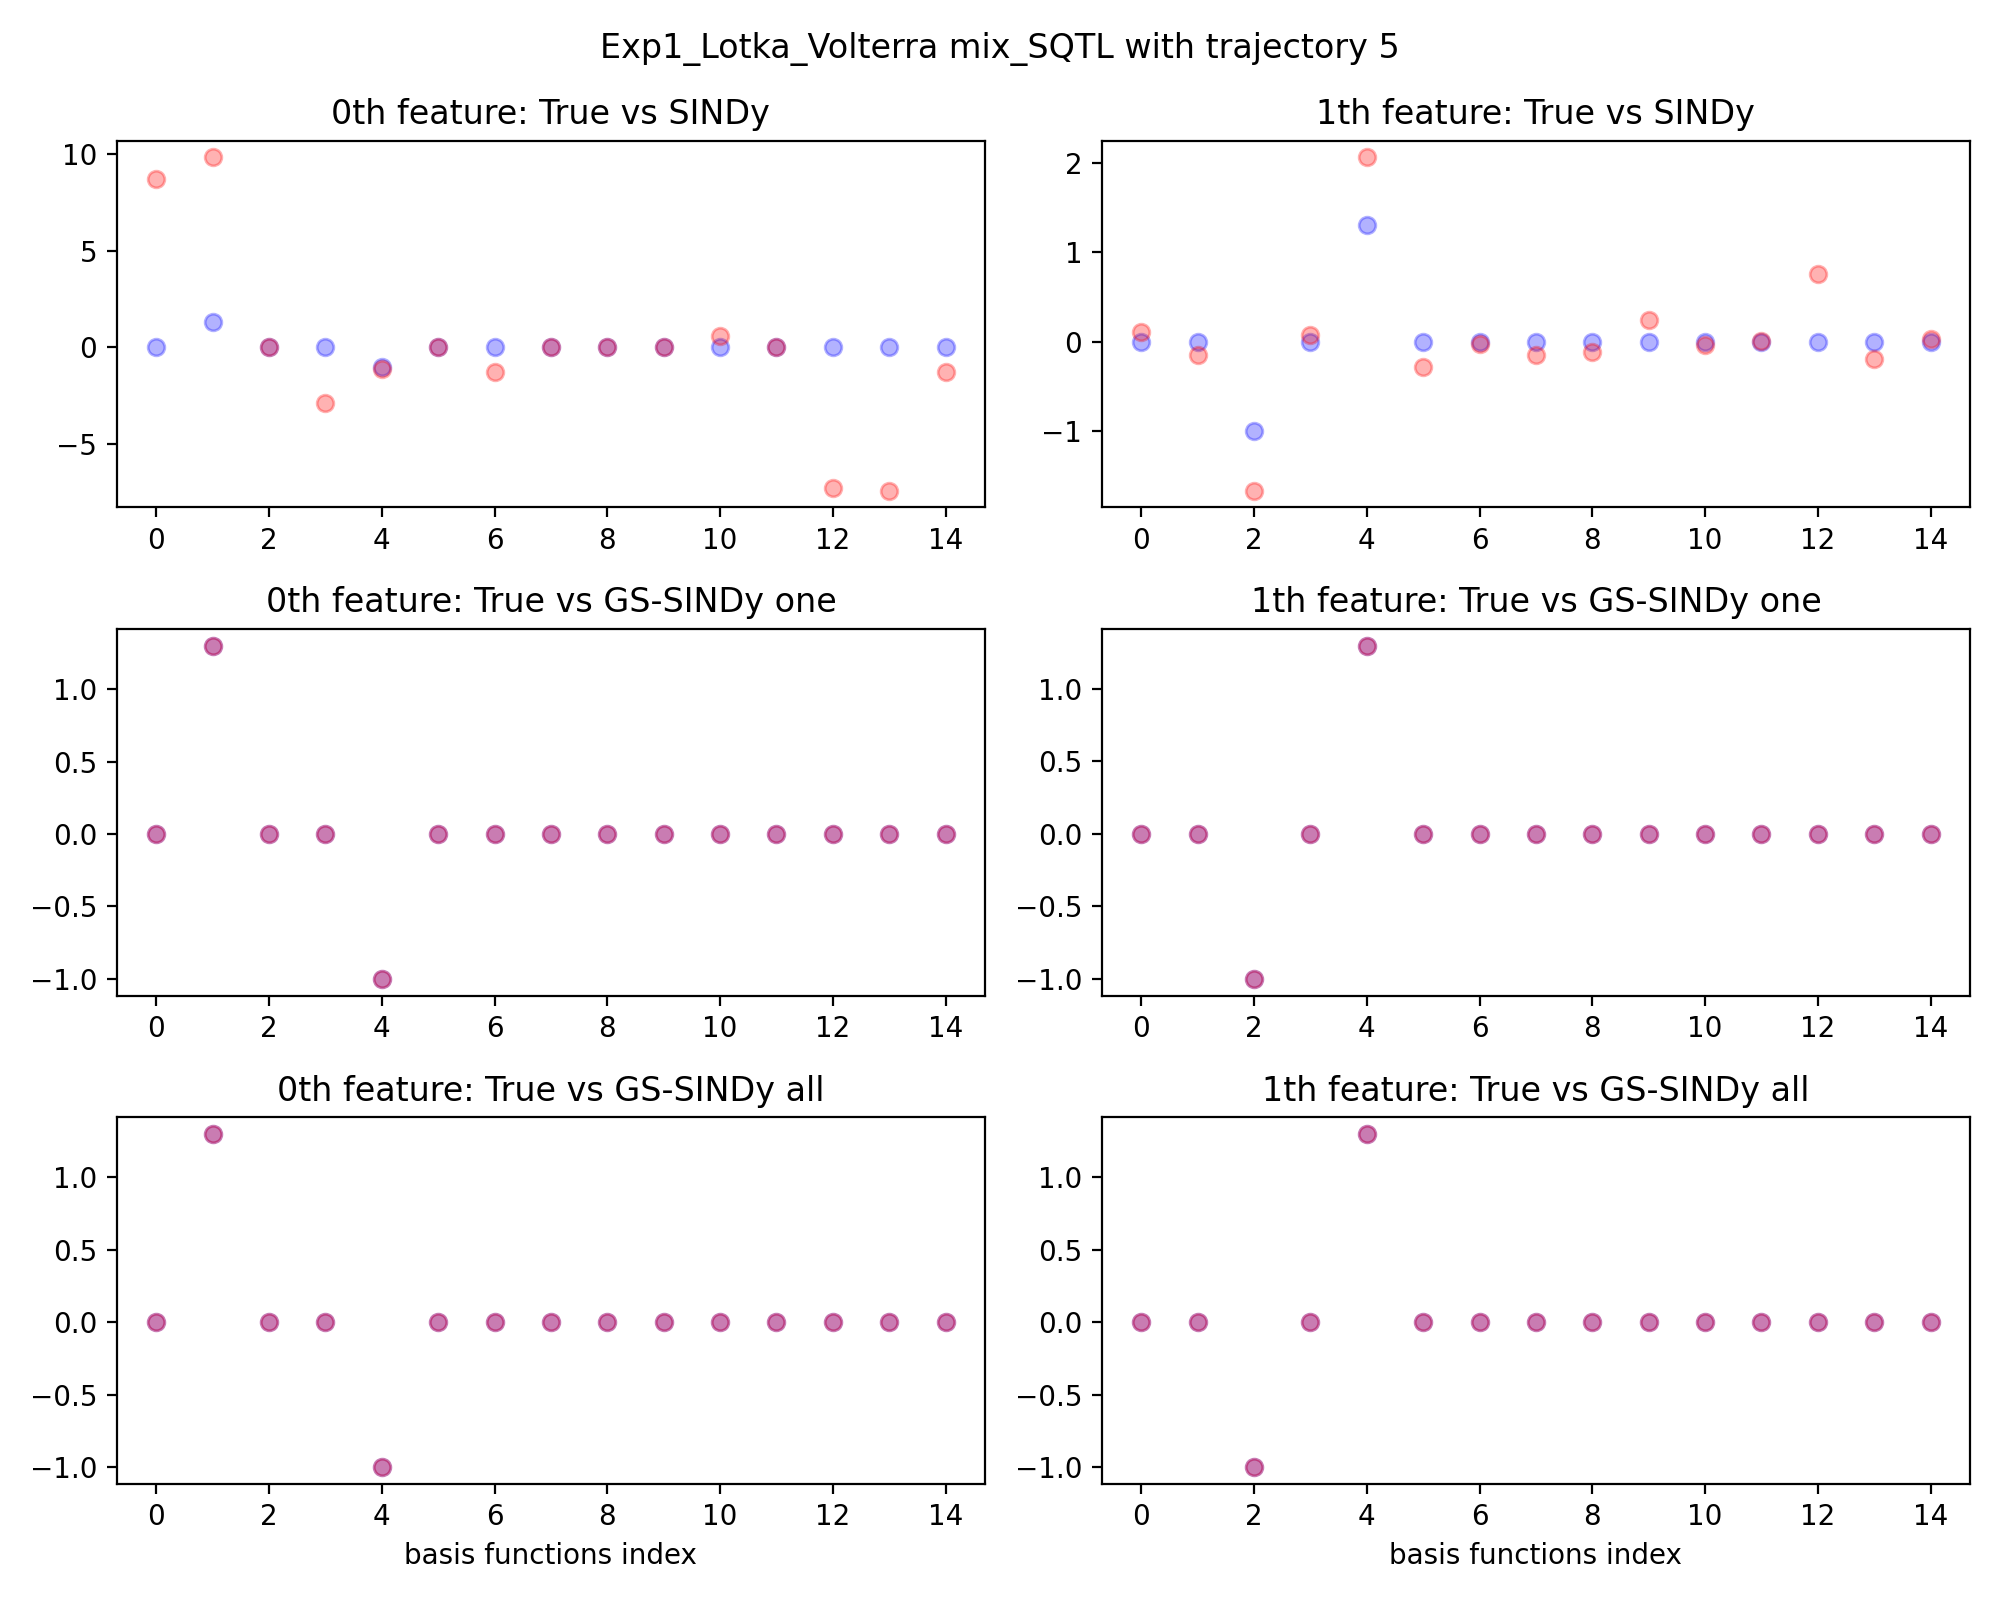 Exp1_Lotka_Volterra mix_SQTL with trajectory 5
0th feature: True vs SINDy
10
5
0
−5
0 2 4 6 8 10 12 14
1th feature: True vs SINDy
2
1
0
−1
0 2 4 6 8 10 12 14
0th feature: True vs GS-SINDy one
1.0
0.5
0.0
−0.5
−1.0
0 2 4 6 8 10 12 14
1th feature: True vs GS-SINDy one
1.0
0.5
0.0
−0.5
−1.0
0 2 4 6 8 10 12 14
0th feature: True vs GS-SINDy all
1.0
0.5
0.0
−0.5
−1.0
0 2 4 6 8 10 12 14
basis functions index
1th feature: True vs GS-SINDy all
1.0
0.5
0.0
−0.5
−1.0
0 2 4 6 8 10 12 14
basis functions index